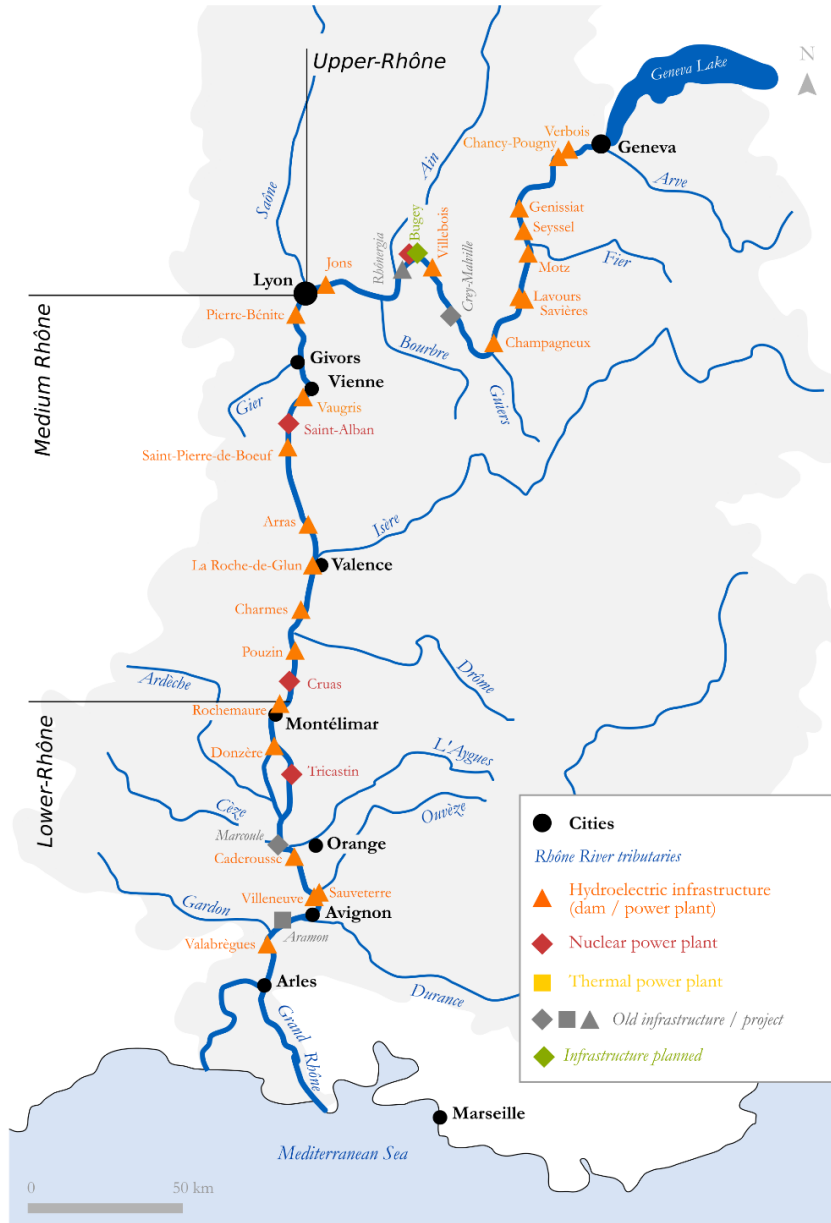 Upper-Rhône
Geneva Lake
N
Verbois
Chancy-Pougny
Geneva
Ain
Arve
Saône
Genissiat
Bugey
Seyssel
Villebois
Rhônergia
Fier
Motz
Jons
Crey-Malville
Lyon
Lavours
Savières
Pierre-Bénite
Bourbre
Champagneux
Medium Rhône
Givors
Vienne
Guiers
Gier
Vaugris
Saint-Alban
Saint-Pierre-de-Boeuf
Arras
Isère
La Roche-de-Glun
Valence
Charmes
Pouzin
Drôme
Ardèche
Cruas
Rochemaure
Montélimar
Lower-Rhône
Donzère
L'Aygues
Tricastin
Cèze
Ouvèze
Marcoule
Orange
Caderousse
Sauveterre
Villeneuve
Gardon
Avignon
Aramon
Valabrègues
Arles
Durance
Grand Rhône
Marseille
Mediterranean Sea
Cities
Rhône River tributaries
Hydroelectric infrastructure
(dam / power plant)
Nuclear power plant
Thermal power plant
Old infrastructure / project
Infrastructure planned
0 50 km